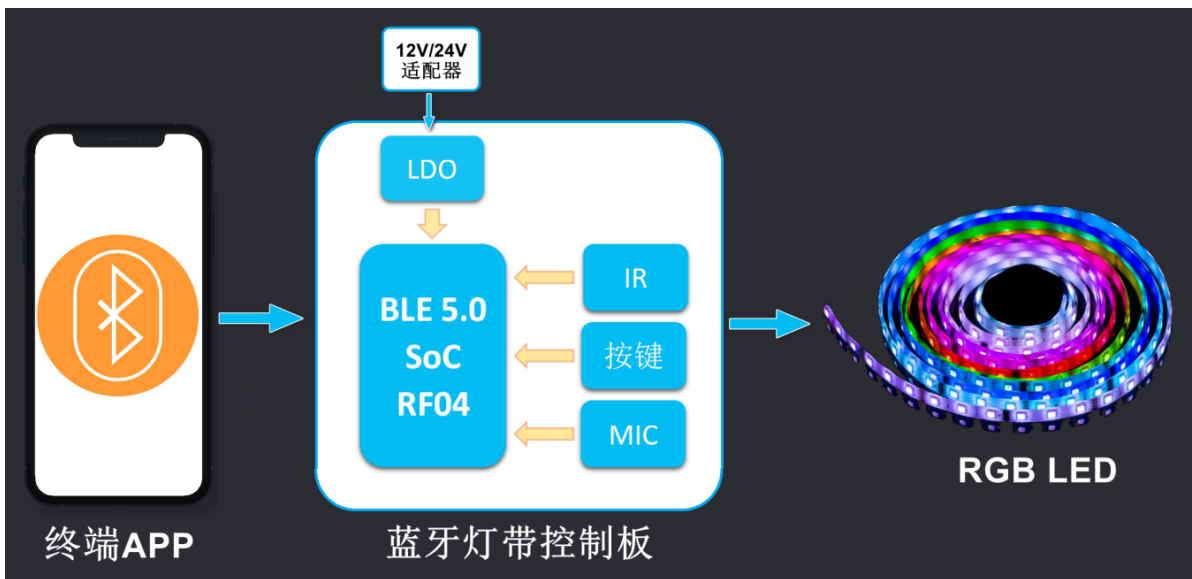 12V/24V
适配器
LDO
BLE 5.0
SoC
RF04
IR
按键
MIC
RGB LED
终端APP
蓝牙灯带控制板